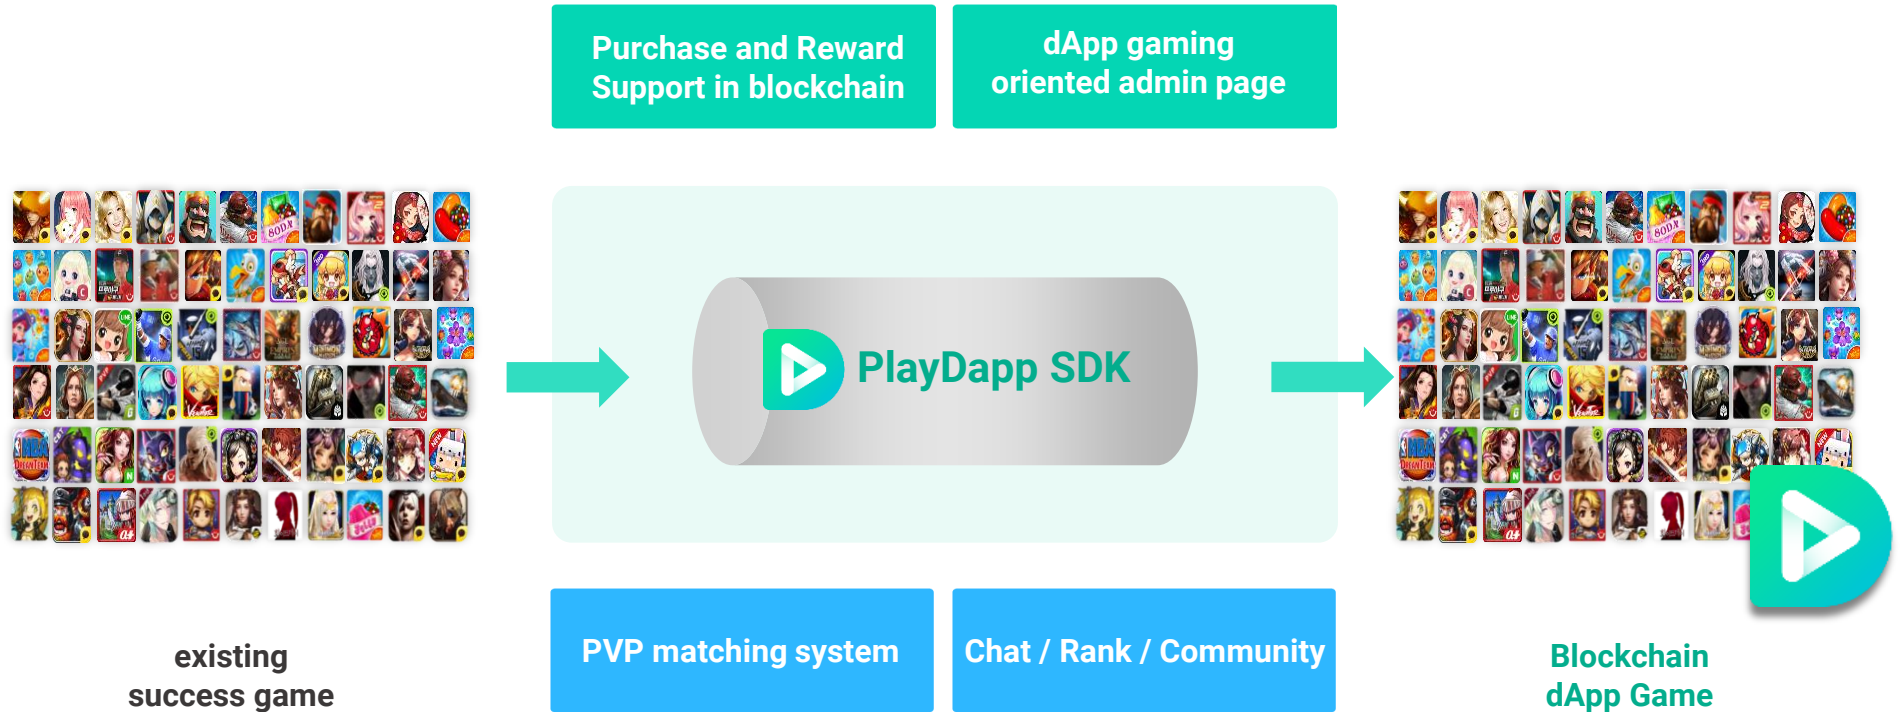 Purchase and Reward
Support in blockchain
dApp gaming
oriented admin page
PlayDapp SDK
existing
success game
PVP matching system
Chat / Rank / Community
Blockchain
dApp Game